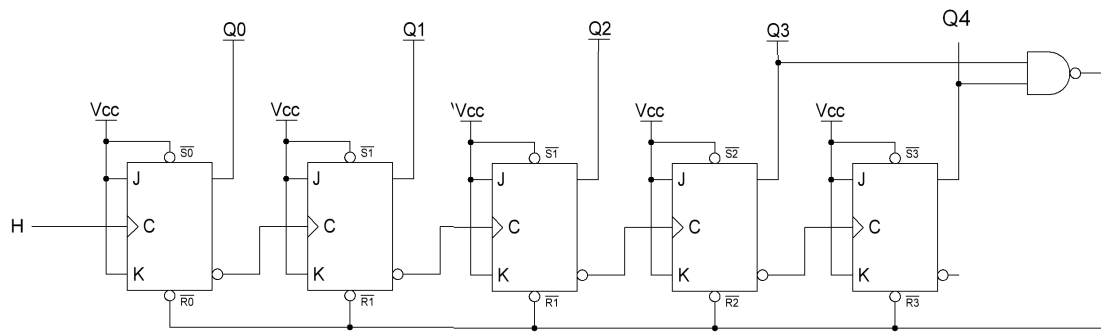 Q0 Q1 Q2 Q3 Q4
Vcc Vcc Vcc Vcc Vcc
S0 S1 S1 S2 S3
J J J J J
H C C C C C
K K K K K
R0 R1 R1 R2 R3